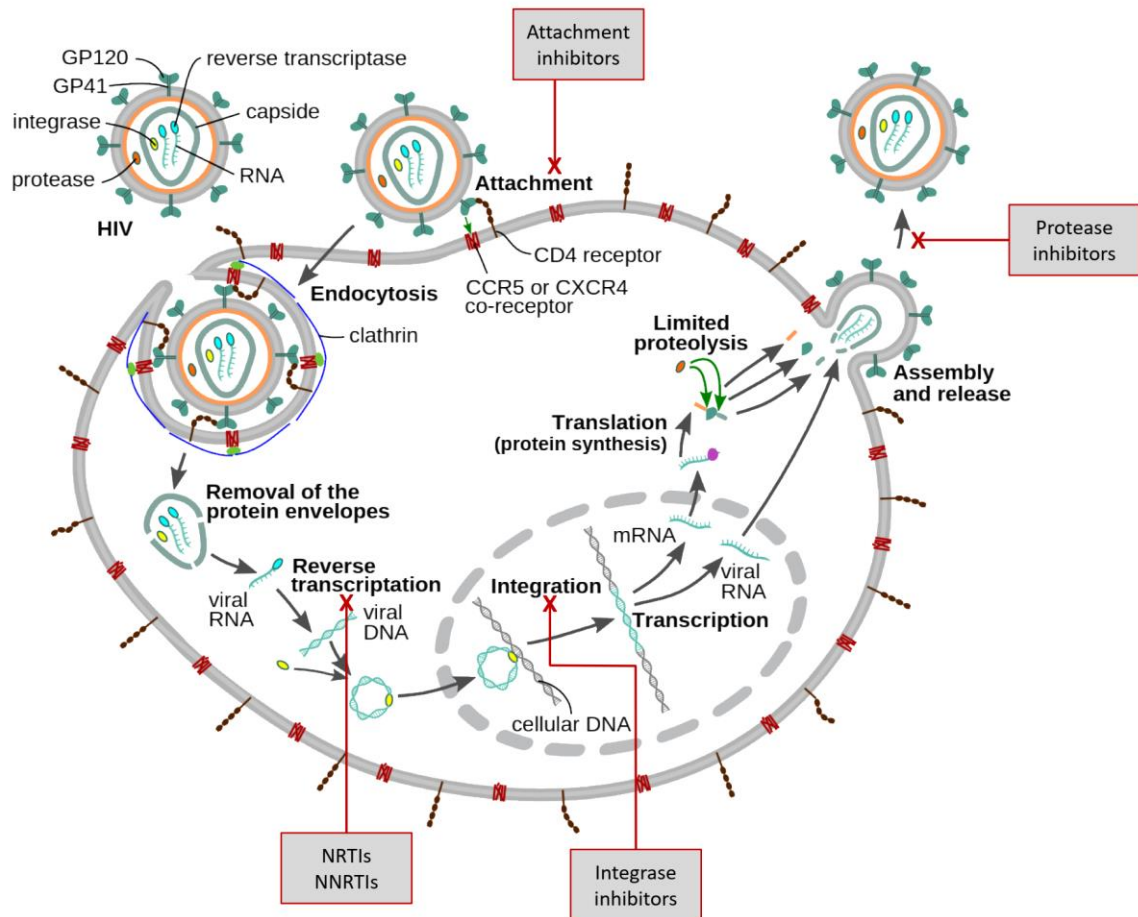 Attachment
inhibitors
GP120
reverse transcriptase
GP41
integrase
capside
protease
RNA
HIV
Attachment
Protease
inhibitors
CD4 receptor
CCR5 or CXCR4
co-receptor
Endocytosis
clathrin
Limited
proteolysis
Assembly
and release
Translation
(protein synthesis)
Removal of the
protein envelopes
mRNA
Reverse
transcriptation
Integration
viral
RNA
viral
RNA
viral
DNA
Transcription
cellular DNA
NRTIs
NNRTIs
Integrase
inhibitors